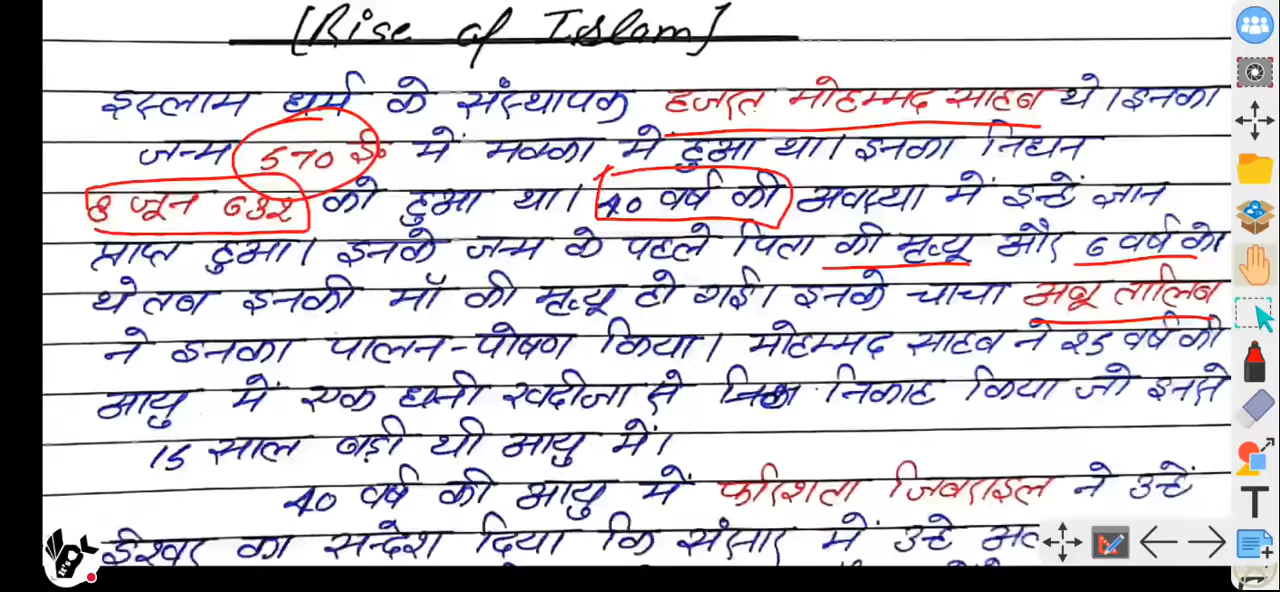 [Rise of Islam]
इस्लाम धर्म के संस्थापक हजरत मोहम्मद साहब थे। इनका
जन्म 570 ई० में मक्का मे हुआ था। इनका निधन
8 जून 632 को हुआ था। 40 वर्ष की अवस्था में इन्हें ज्ञान
प्राप्त हुआ। इनके जन्म के पहले पिता की मृत्यू और 6 वर्ष के
थे तब इनकी माँ की मृत्यू हो गई। इनके चाचा अबू तालिब
ने इनका पालन-पोषण किया। मोहम्मद साहब ने 25 वर्ष की
आयु में एक धनी खदीजा से निकाह किया जो इनसे
15 साल बड़ी थी आयु में।
40 वर्ष की आयु में फरिश्ता जिबराइल ने उन्हें
ईश्वर का सन्देश दिया कि संसार में उन्हे